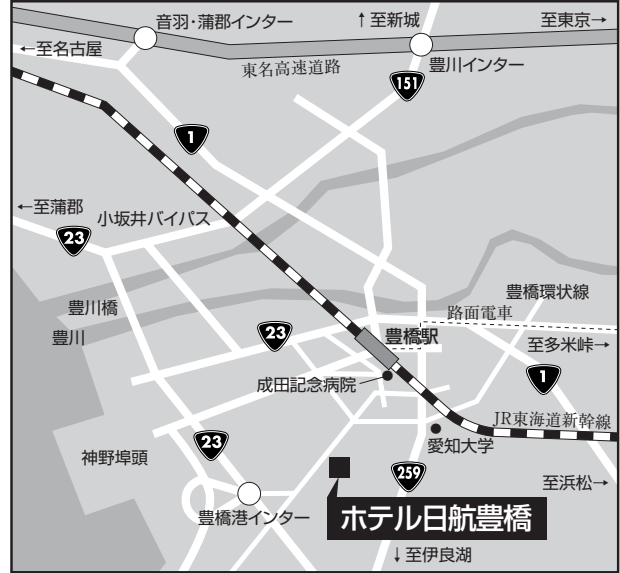 音羽・蒲郡インター
↑至新城
至東京→
←至名古屋
豊川インター
東名高速道路
151
1
←至蒲郡
小坂井バイパス
23
豊橋環状線
豊川橋
路面電車
23
豊橋駅
豊川
至多米峠→
成田記念病院
1
JR東海道新幹線
23
愛知大学
神野埠頭
259
至浜松→
豊橋港インター
ホテル日航豊橋
↓至伊良湖